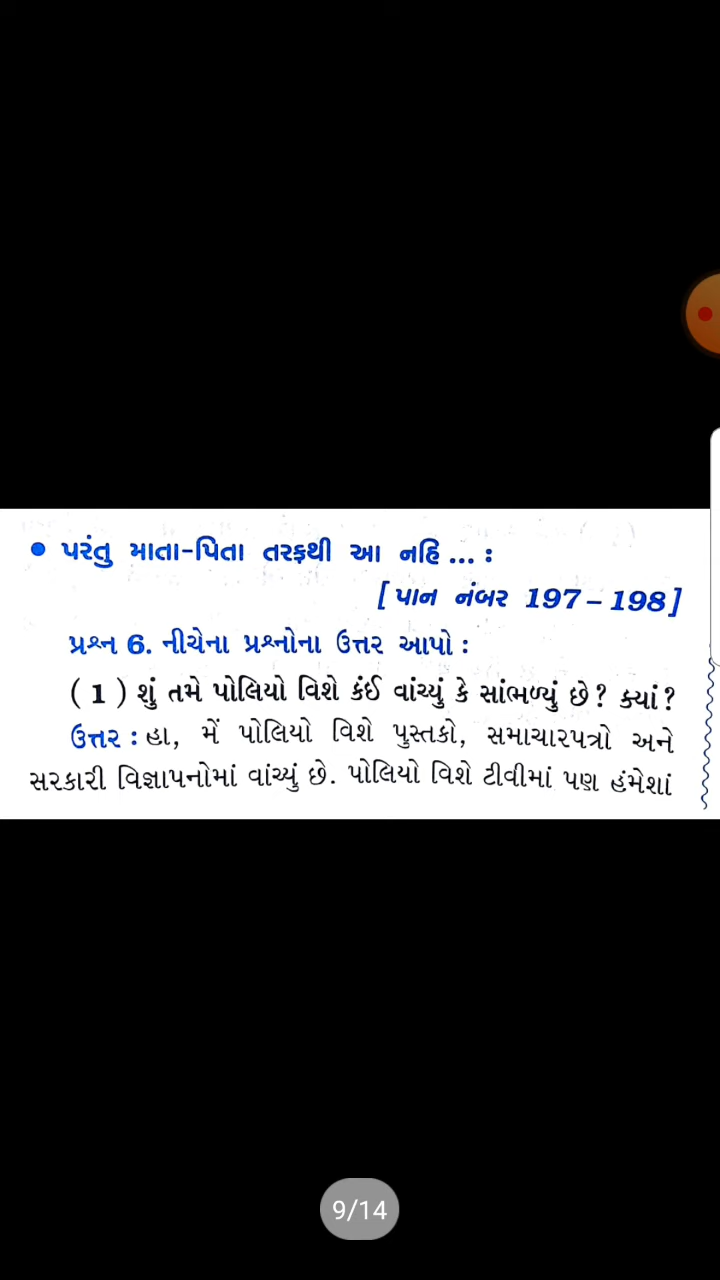 • પરંતુ માતા-પિતા તરફથી આ નહિ ... :
[ પાન નંબર 197 – 198 ]
પ્રશ્ન 6. નીચેના પ્રશ્નોના ઉત્તર આપો :
( 1 ) શું તમે પોલિયો વિશે કંઈ વાંચ્યું કે સાંભળ્યું છે? ક્યાં?
ઉત્તર : હા, મેં પોલિયો વિશે પુસ્તકો, સમાચારપત્રો અને
સરકારી વિજ્ઞાપનોમાં વાંચ્યું છે. પોલિયો વિશે ટીવીમાં પણ હંમેશાં
9/14